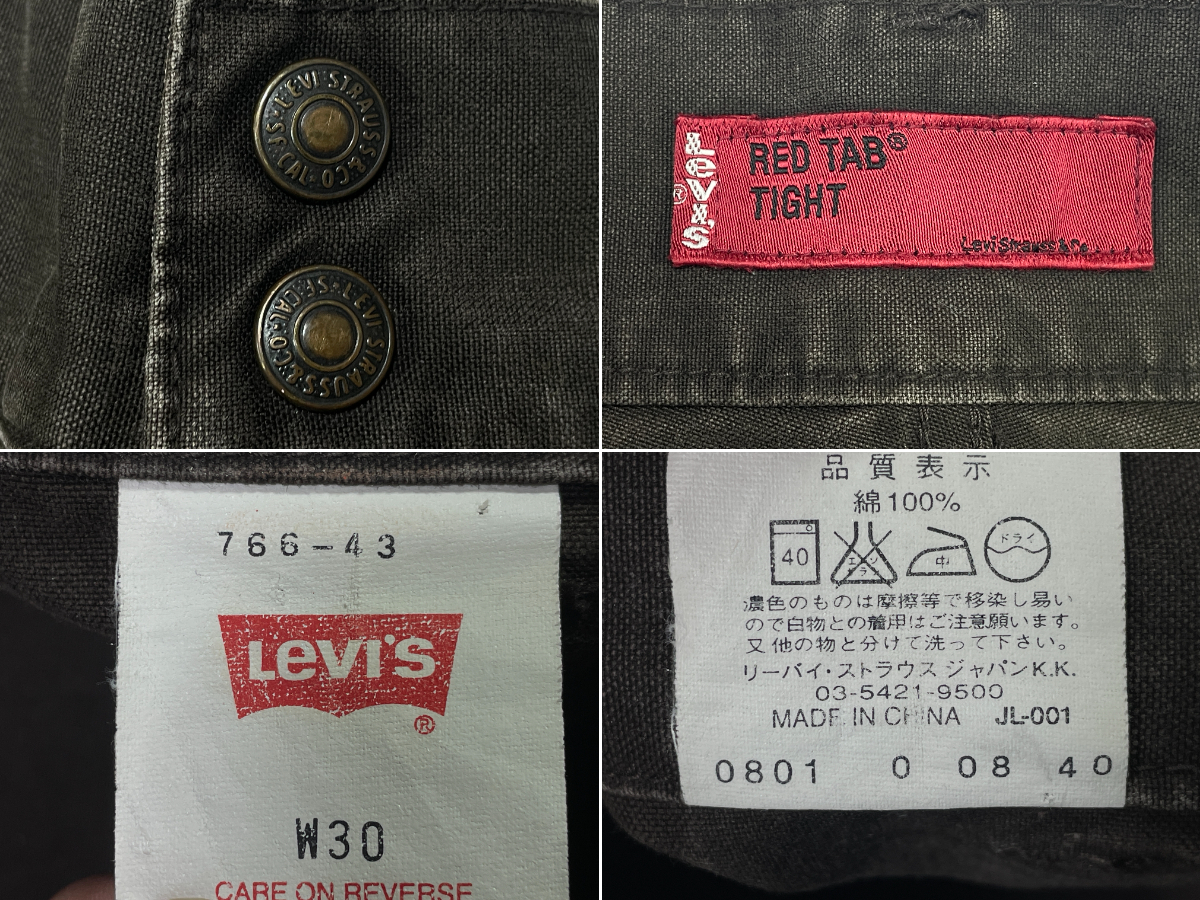 LEVI STRAUSS & CO. S.F. CAL.
LEVI STRAUSS & CO. S.F. CAL.
Levi's
®
RED TAB®
TIGHT
Levi Strauss & Co.
766-43
Levi's
®
W30
CARE ON REVERSE
品質表示
綿100%
40
エンソ
サラシ
中
ドライ
濃色のものは摩擦等で移染し易い
ので白物との着用はご注意願います。
又他の物と分けて洗って下さい。
リーバイ・ストラウス ジャパンK.K.
03-5421-9500
MADE IN CHINA JL-001
0801 0 08 40